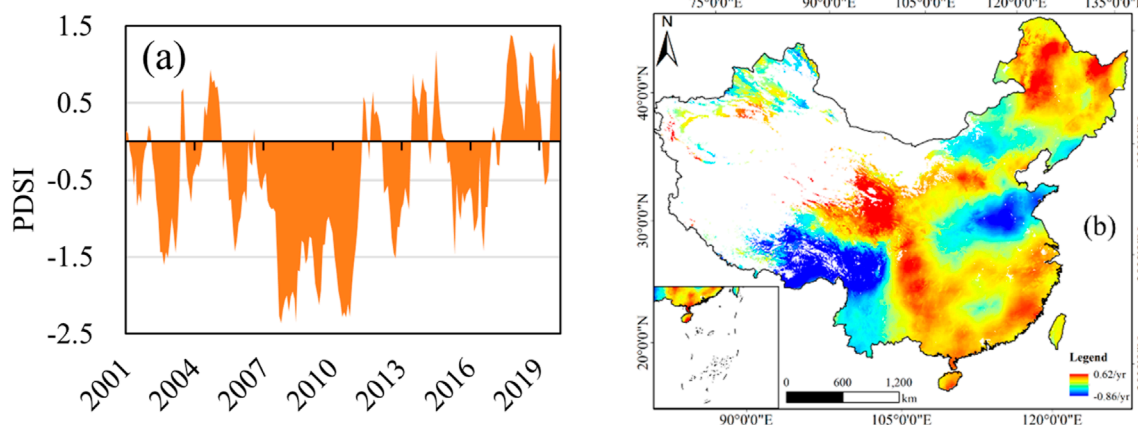 1.5
0.5
-0.5
-1.5
-2.5
PDSI
(a)
2001
2004
2007
2010
2013
2016
2019
75°0'0"E
90°0'0"E
105°0'0"E
120°0'0"E
135°0'0"E
N
40°0'0"N
30°0'0"N
20°0'0"N
(b)
Legend
0.62/yr
-0.86/yr
0
600
1,200
km
90°0'0"E
105°0'0"E
120°0'0"E